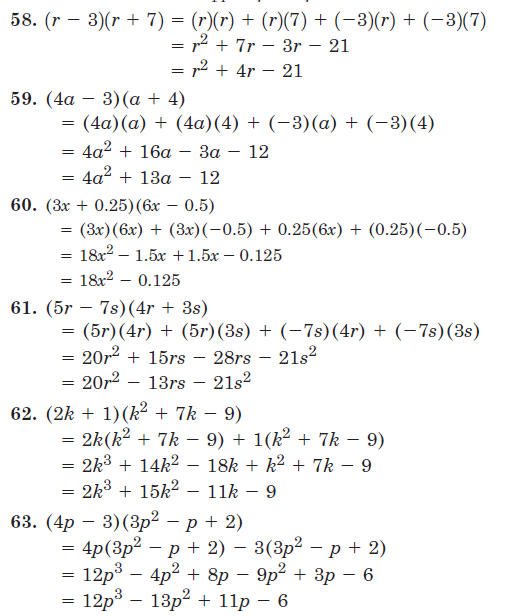 58. (r − 3)(r + 7) = (r)(r) + (r)(7) + (−3)(r) + (−3)(7)
= r² + 7r − 3r − 21
= r² + 4r − 21
59. (4a − 3)(a + 4)
= (4a)(a) + (4a)(4) + (−3)(a) + (−3)(4)
= 4a² + 16a − 3a − 12
= 4a² + 13a − 12
60. (3x + 0.25)(6x − 0.5)
= (3x)(6x) + (3x)(−0.5) + 0.25(6x) + (0.25)(−0.5)
= 18x² − 1.5x + 1.5x − 0.125
= 18x² − 0.125
61. (5r − 7s)(4r + 3s)
= (5r)(4r) + (5r)(3s) + (−7s)(4r) + (−7s)(3s)
= 20r² + 15rs − 28rs − 21s²
= 20r² − 13rs − 21s²
62. (2k + 1)(k² + 7k − 9)
= 2k(k² + 7k − 9) + 1(k² + 7k − 9)
= 2k³ + 14k² − 18k + k² + 7k − 9
= 2k³ + 15k² − 11k − 9
63. (4p − 3)(3p² − p + 2)
= 4p(3p² − p + 2) − 3(3p² − p + 2)
= 12p³ − 4p² + 8p − 9p² + 3p − 6
= 12p³ − 13p² + 11p − 6